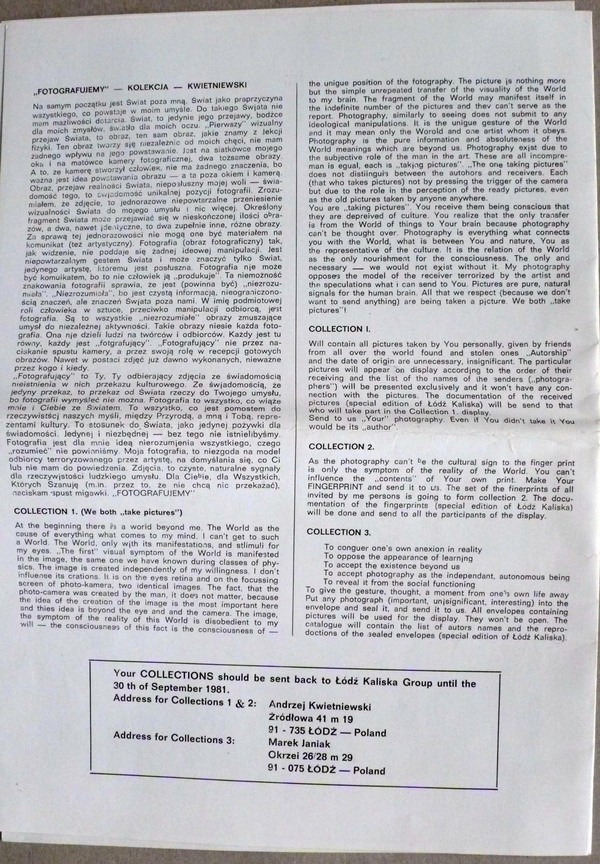 „FOTOGRAFUJEMY" — KOLEKCJA — KWIETNIEWSKI
Na samym początku jest Świat poza mną. Świat jako praprzyczyna
wszystkiego, co powstaje w moim umyśle. Do takiego Świata nie
mam możliwości dotarcia. Świat, to jedynie jego przejawy, bodźce
dla moich zmysłów, światło dla moich oczu. „Pierwszy" wizualny
przejaw Świata, to obraz, ten sam obraz, jakie znamy z lekcji
fizyki. Ten obraz tworzy się niezależnie od moich chęci, nie mam
żadnego wpływu na jego powstawanie. Jest na siatkówce mojego
oka i na matówce kamery fotograficznej, dwa tożsame obrazy.
A to, że kamerę stworzył człowiek, nie ma żadnego znaczenia, bo
ważna jest idea powstawania obrazu — a ta poza okiem i kamerą.
Obraz, przejaw realności Świata, nieposłuszny mojej woli — świa-
domość tego, to świadomość unikalnej pozycji fotografii. Zrozu-
miałem, że zdjęcie, to jednorazowe niepowtarzalne przeniesienie
wizualności Świata do mojego umysłu i nic więcej. Określony
fragment Świata może przejawiać się w nieskończonej ilości obra-
zów, a dwa, nawet identyczne, to dwa zupełnie inne, różne obrazy.
Za sprawą tej jednorazowości nie mogą one być materiałem na
komunikat (też artystyczny). Fotografia (obraz fotograficzny) tak,
jak widzenie, nie poddaje się żadnej ideowej manipulacji. Jest
niepowtarzalnym gestem Świata i może znaczyć tylko Świat,
jedynego artystę, któremu jest posłuszna. Fotografia nie może
być komunikatem, bo to nie człowiek ją „produkuje". Ta niemożność
znakowania fotografii sprawia, że jest (powinna być) „niezrozu-
miała". „Niezrozumiała", bo jest czystą informacją, nieograniczono-
ścią znaczeń, ale znaczeń Świata poza nami. W imię podmiotowej
roli człowieka w sztuce, przeciwko manipulacji odbiorcą, jest
fotografia. Są to wszystkie „niezrozumiałe" obrazy zmuszające
umysł do niezależnej aktywności. Takie obrazy niesie każda foto-
grafia. Ona nie dzieli ludzi na twórców i odbiorców. Każdy jest tu
równy, każdy jest „fotografujący". „Fotografujący" nie przez na-
ciskanie spustu kamery, a przez swoją rolę w recepcji gotowych
obrazów. Nawet w postaci zdjęć już dawno wykonanych, nieważne
przez kogo i kiedy.
„Fotografujący" to Ty, Ty odbierający zdjęcia ze świadomością
nieistnienia w nich przekazu kulturowego. Ze świadomością, że
jedyny przekaz, to przekaz od Świata rzeczy do Twojego umysłu,
bo fotografii wymyśleć nie można. Fotografia to wszystko, co wiąże
mnie i Ciebie ze Światem. To wszystko, co jest pomostem do
rzeczywistości naszych myśli, między Przyrodą, a mną i Tobą, repre-
zentami kultury. To stosunek do Świata, jako jedynej pożywki dla
świadomości. Jedynej i niezbędnej — bez tego nie istnielibyśmy.
Fotografia jest dla mnie ideą nierozumienia wszystkiego, czego
„rozumieć" nie powinniśmy. Moja fotografia, to niezgoda na model
odbiorcy terroryzowanego przez artystę, na domyślania się, co Ci
lub nie mam do powiedzenia. Zdjęcia, to czyste, naturalne sygnały
dla rzeczywistości ludzkiego umysłu. Dla Ciebie, dla Wszystkich,
Których Szanuję (m.in. przez to, że nie chcą nic przekazać),
naciskam spust migawki. „FOTOGRAFUJEMY"
COLLECTION 1. (We both „take pictures")
At the beginning there is a world beyond me. The World as the
cause of everything what comes to my mind. I can't get to such
a World. The World, only with its manifestations, and stlimuli for
my eyes. „The first" visual symptom of the World is manifested
in the image, the same one we have known during classes of phy-
sics. The image is created independently of my willingness. I don't
influense its crations. It is on the eyes retina and on the focussing
screen of photo-kamera, two identical images. The fact, that the
photo-camera was created by the man, it does not matter, because
the idea of the creation of the image is the most important here
and thies idea is beyond the eye and and the camera. The image,
the symptom of the reality of this World is disobedient to my
will — the consciousness of this fact is the consciousness of —
the unigue position of the fotography. The picture is nothing more
but the simple unrepeated transfer of the visuality of the World
to my brain. The fragment of the World may manifest itself in
the indefinite number of the pictures and they can't serve as the
report. Photography, similarly to seeing does not submit to any
ideological manipulations. It is the unigue gesture of the World
and it may mean only the Worold and one artist whom it obeys.
Photography is the pure information and absoluteness of the
World meanings which are beyound us. Photography exist due to
the subjective role of the man in the art. These are all incompre-
man is egual, each is „taking pictures". „The one taking pictures"
does not distiinguis between the autohors and receivers. Each
(that who takes pictures) not by pressing the trigger of the camera
but due to the role in the perception of the ready pictures, even
as the old pictures taken by anyone anywhere.
You are „taking pictures". You receive them being conscious that
they are depreived of culture. You realize that the only transfer
is from the World of things to Your brain because photography
can't be thought over. Photography is everything what connects
you with the World, what is between You and nature, You as
the representative of the culture. It is the relation of the World
as the only nourishment for the consciousness. The only and
necessary — we would not exjst without it. My photography
opposes the model of the receiver terrorized by the artist and
the speculations what i can send to You. Pictures are pure, natural
signals for the human brain. All that we respect (because we don't
want to send anything) are being taken a picture. We both „take
pictures"!
COLLECTION I.
Will contain all pictures taken by You personally, given by friends
from all over the world found and stolen ones „Autorship"
and the date of origin are unnecessary, insignificant. The particular
pictures will appear on display according to the order of their
receiving and the list of the names of the senders („photogra-
phers") will be presented exclusively and it won't have any con-
nection with the pictures. The documentation of the received
pictures (special edition of Łódź Kaliska) will be send to that
who will take part in the Collection 1. display.
Send to us „Your" photography. Even if You didn't take it You
would be its „author".
COLLECTION 2.
As the photography can't be the cultural sign to the finger print
is only the symptom of the reality of the World. You can't
influence the „contents" of Your own print. Make Your
FINGERPRINT and send it to us. The set of the finerprints of all
invited by me persons is going to form collection 2. The docu-
mentation of the fingerprints (special edition of Łódź Kaliska)
will be done and send to all the participants of the display.
COLLECTION 3.
To conguer one's own anexion in reality
To oppose the appearance of learning
To accept the existence beyond us
To accept photography as the independant, autonomous being
To reveal it from the social functioning
To give the gesture, thought, a moment from one's own life away
Put any photograph (important, unjsignificant, interesting) into the
envelope and seal it, and send it to us. All envelopes containing
pictures will be used for the display. They won't be open. The
catalogue will contain the list of autors names and the repro-
doctions of the sealed envelopes (special edition of Łódź Kaliska).
Your COLLECTIONS should be sent back to Łódź Kaliska Group until the
30 th of September 1981.
Address for Collections 1 & 2: Andrzej Kwietniewski
Źródłowa 41 m 19
91 - 735 ŁÓDŹ — Poland
Address for Collections 3: Marek Janiak
Okrzei 26/28 m 29
91 - 075 ŁÓDŹ — Poland